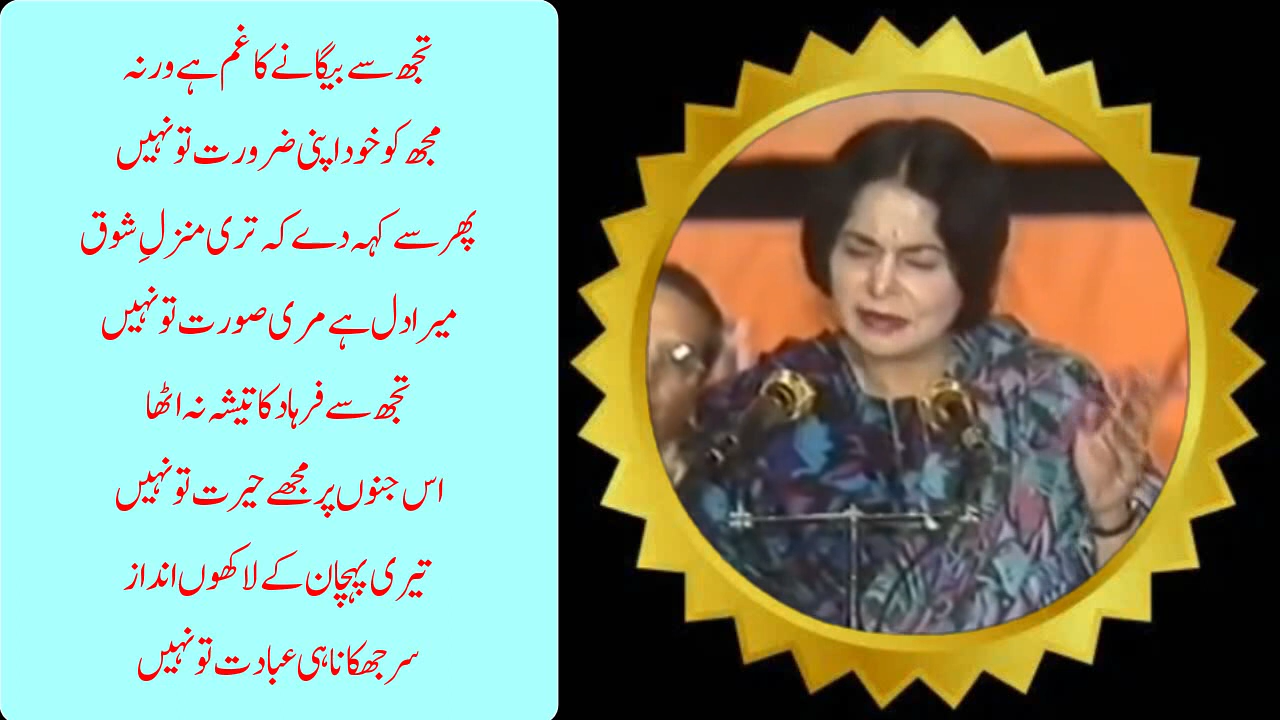 تجھ سے بیگانے کا غم ہے ورنہ
مجھ کو خود اپنی ضرورت تو نہیں
پھر سے کہہ دے کہ تری منزلِ شوق
میرا دل ہے مری صورت تو نہیں
تجھ سے فرہاد کا تیشہ نہ اٹھا
اس جنوں پر مجھے حیرت تو نہیں
تیری پہچان کے لاکھوں انداز
سر جھکانا ہی عبادت تو نہیں